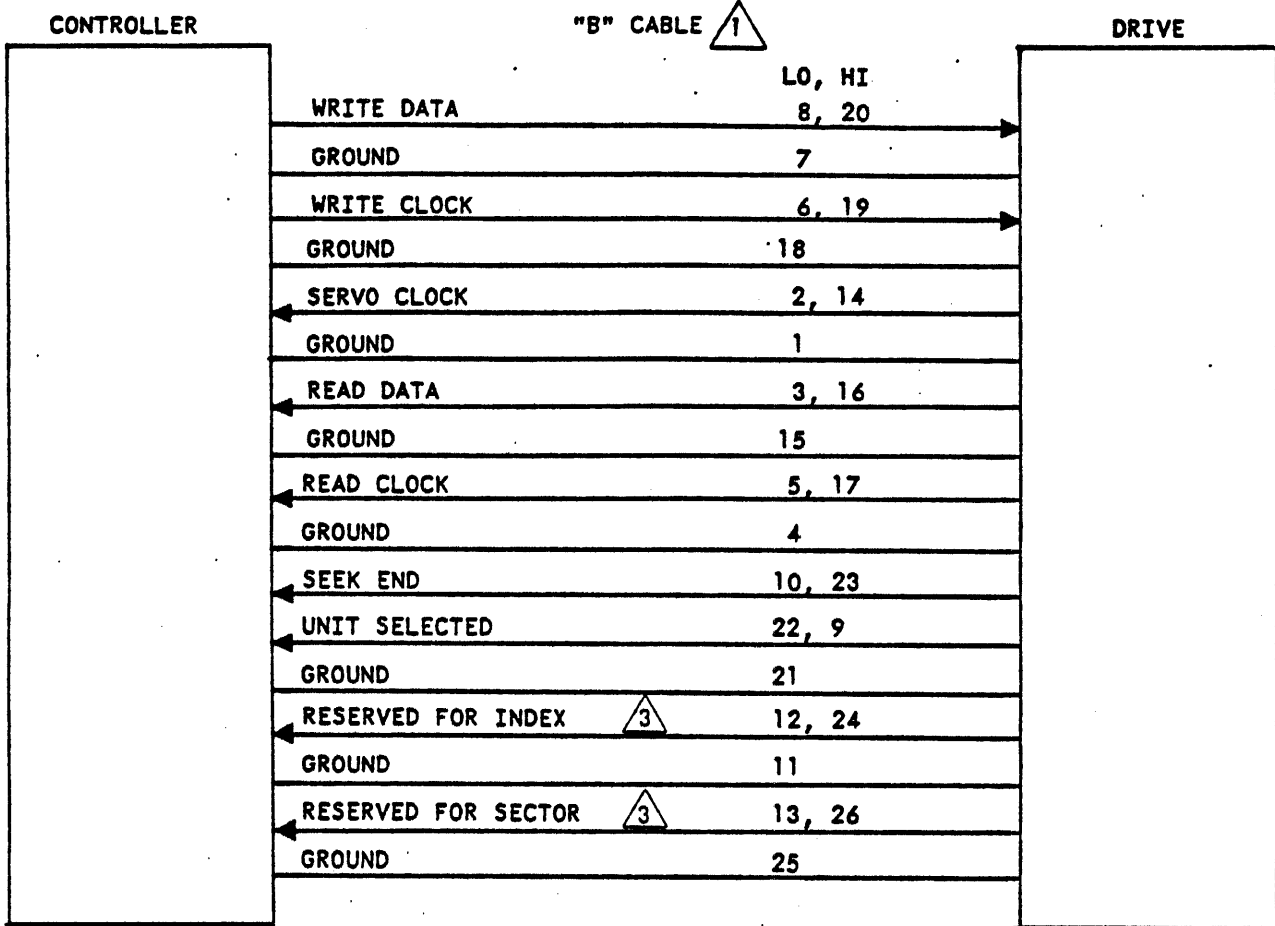 CONTROLLER "B" CABLE 1 DRIVE
LO, HI
WRITE DATA 8, 20
GROUND 7
WRITE CLOCK 6, 19
GROUND 18
SERVO CLOCK 2, 14
GROUND 1
READ DATA 3, 16
GROUND 15
READ CLOCK 5, 17
GROUND 4
SEEK END 10, 23
UNIT SELECTED 22, 9
GROUND 21
RESERVED FOR INDEX 3 12, 24
GROUND 11
RESERVED FOR SECTOR 3 13, 26
GROUND 25